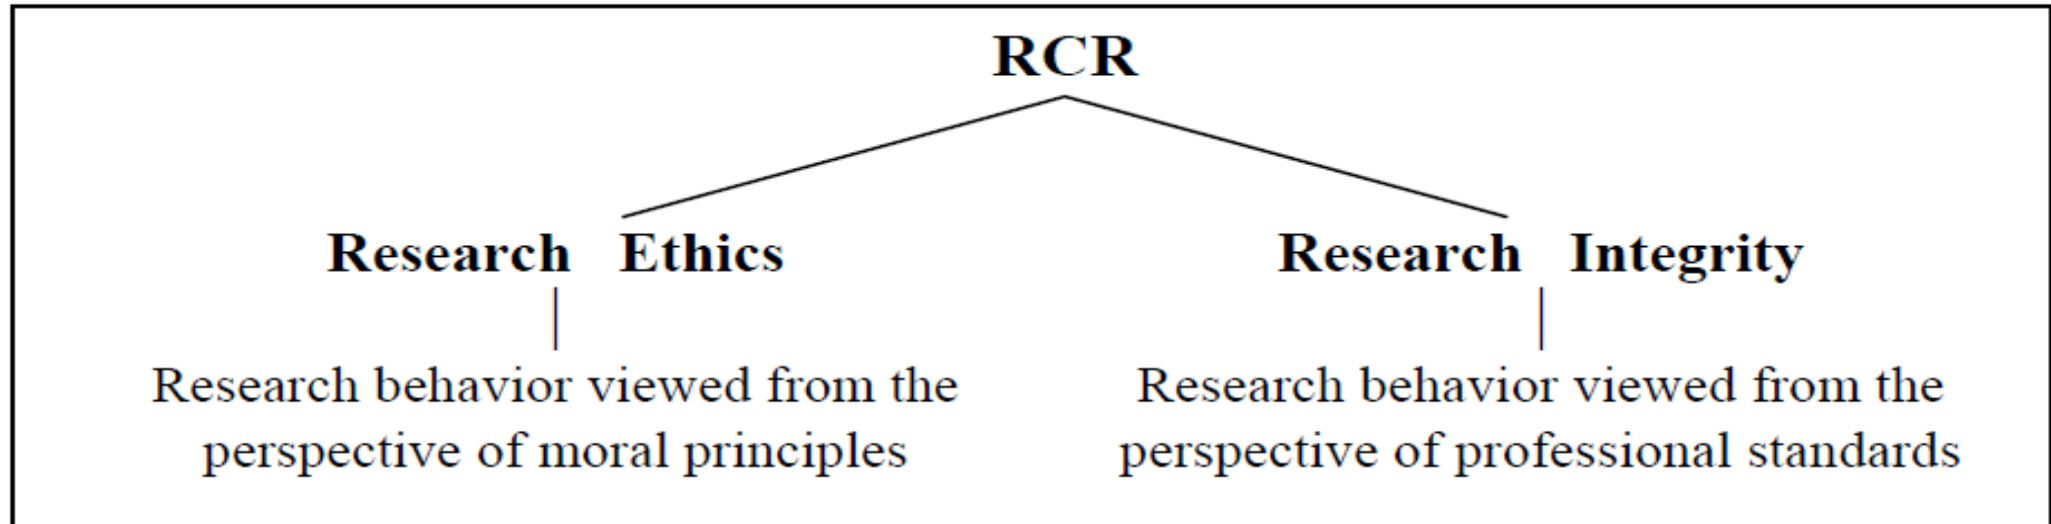 RCR
Research Ethics
Research Integrity
Research behavior viewed from the
perspective of moral principles
Research behavior viewed from the
perspective of professional standards